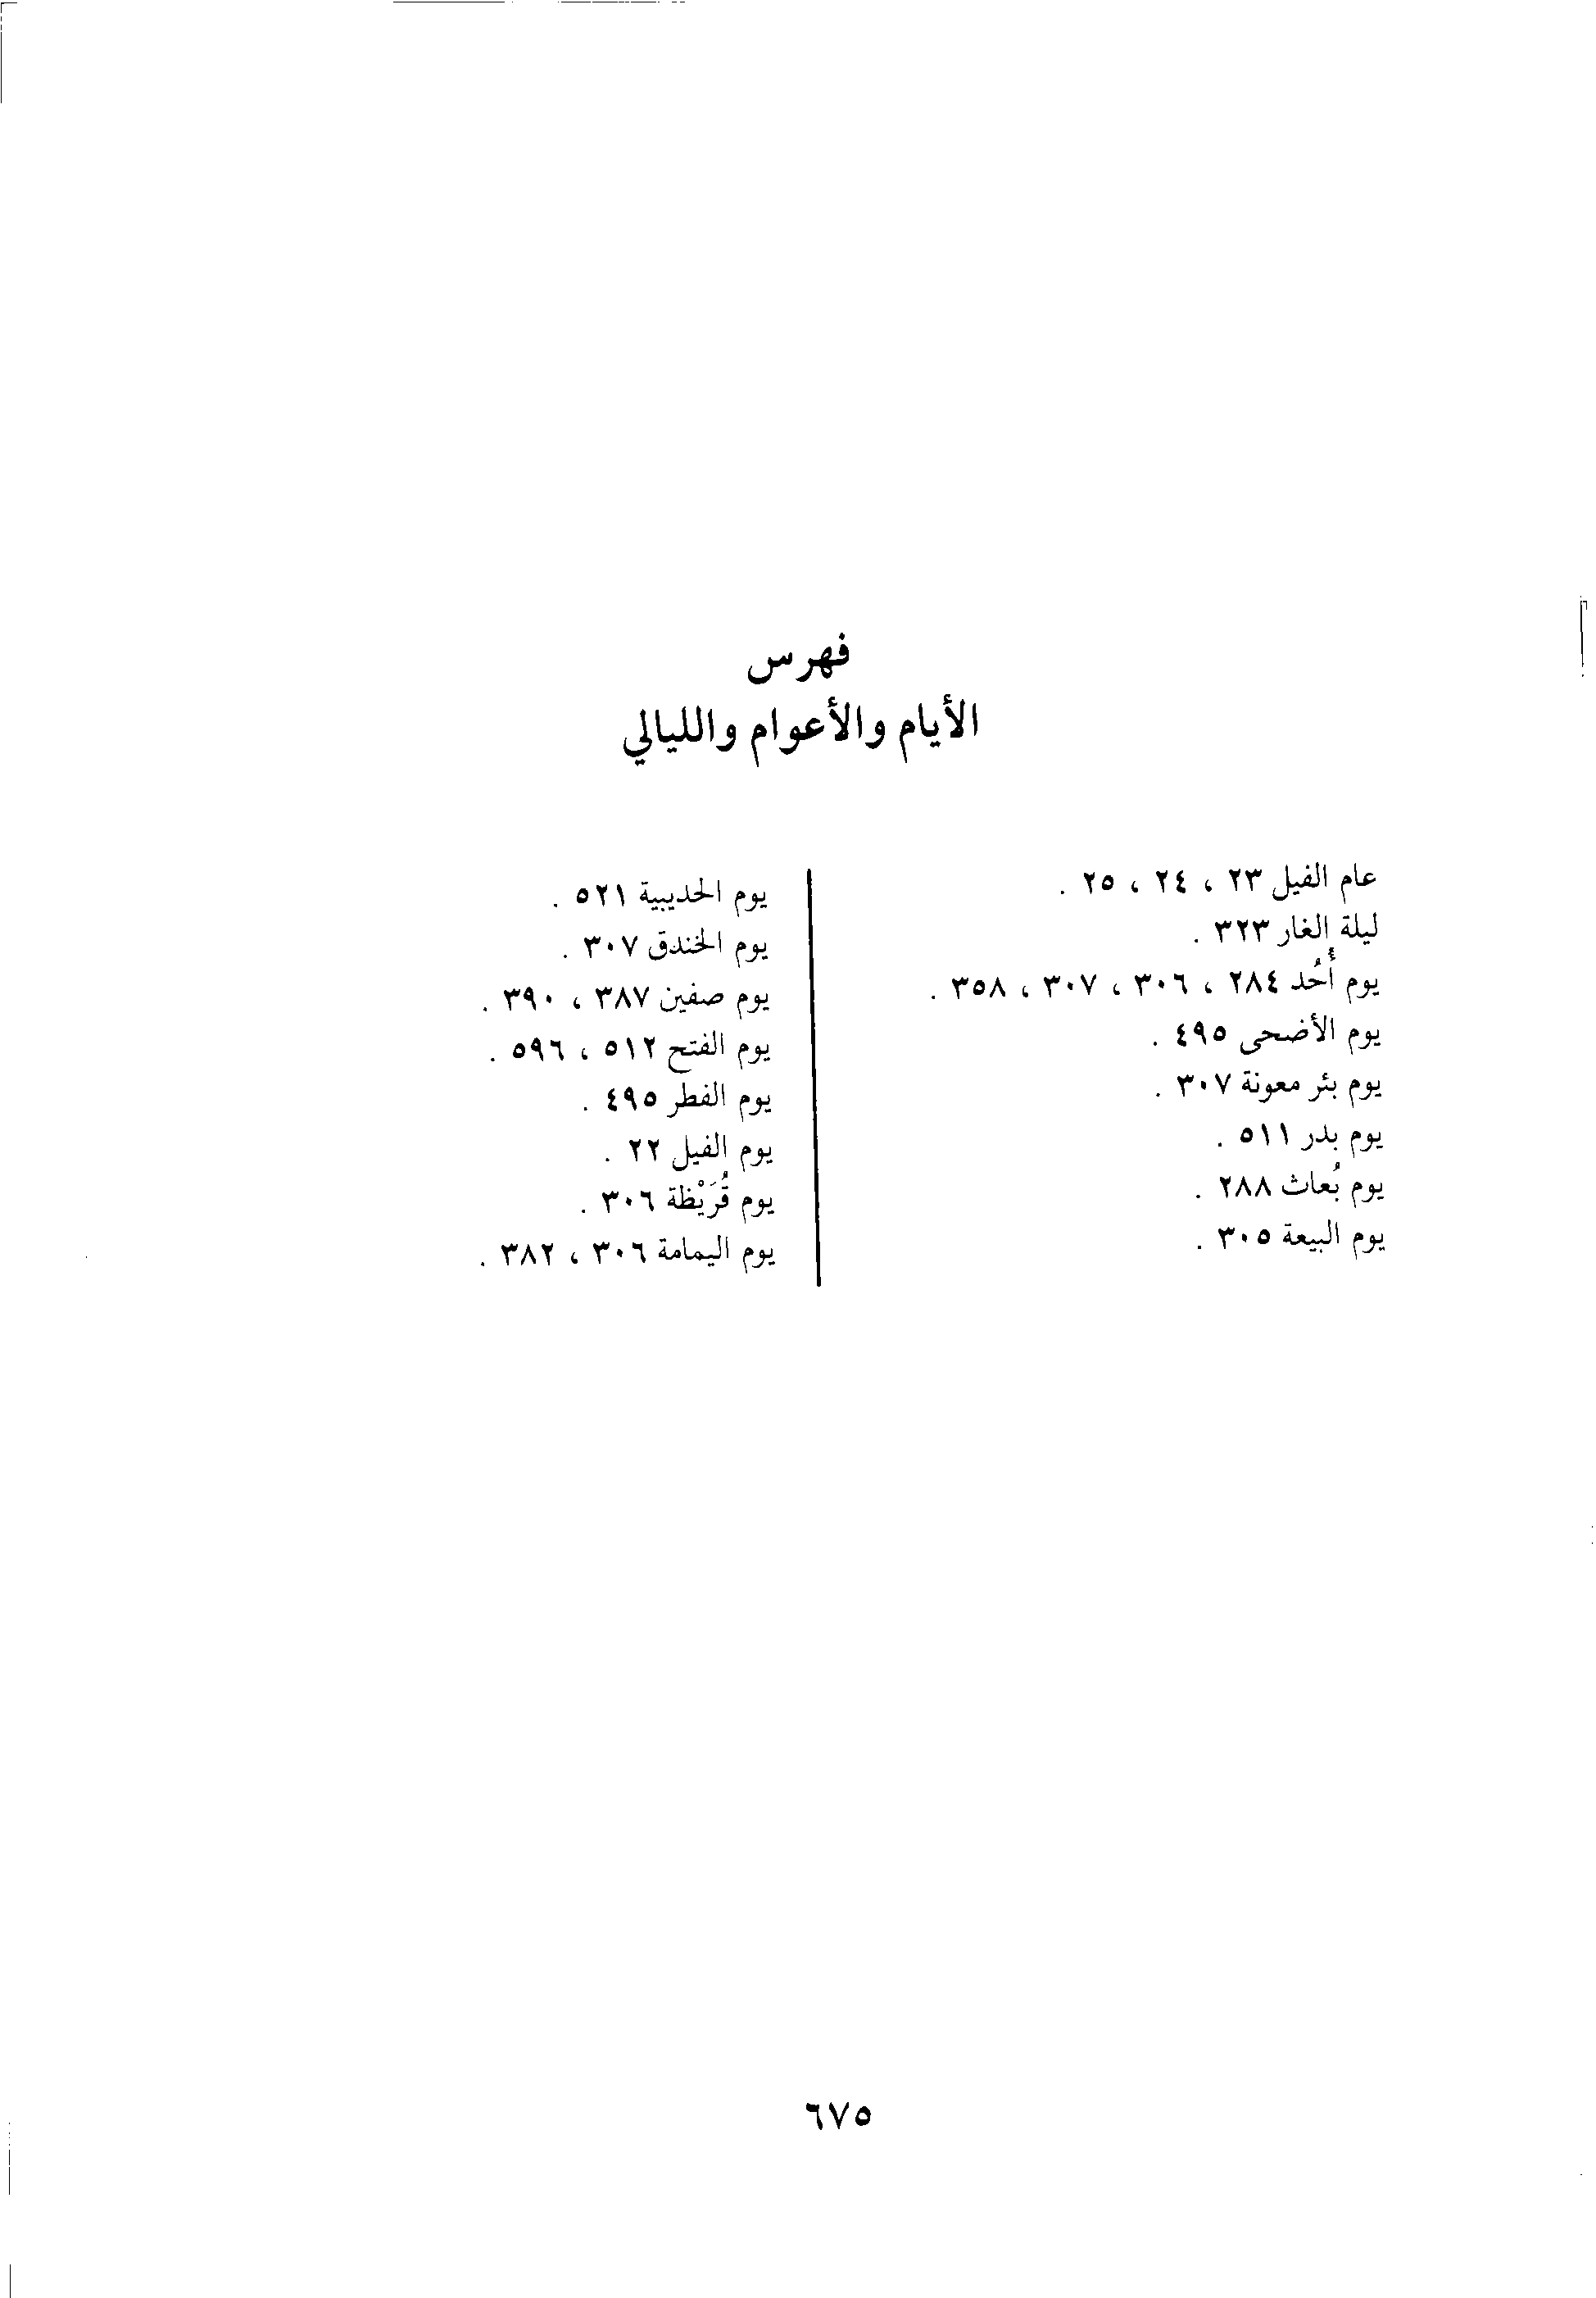 فهرس
الأيام والأعوام والليالي
عام الفيل ٢٣ ، ٢٤ ، ٢٥ .
ليلة الغار ٣٢٣ .
يوم أُحُد ٢٨٤ ، ٣٠٦ ، ٣٠٧ ، ٣٥٨ .
يوم الأضحى ٤٩٥ .
يوم بئر معونة ٣٠٧ .
يوم بدر ٥١١ .
يوم بُعاث ٢٨٨ .
يوم البيعة ٣٠٥ .
يوم الحديبية ٥٢١ .
يوم الخندق ٣٠٧ .
يوم صفين ٣٨٧ ، ٣٩٠ .
يوم الفتح ٥١٢ ، ٥٩٦ .
يوم الفطر ٤٩٥ .
يوم الفيل ٢٢ .
يوم قُرَيْظة ٣٠٦ .
يوم اليمامة ٣٠٦ ، ٣٨٢ .
٦٧٥